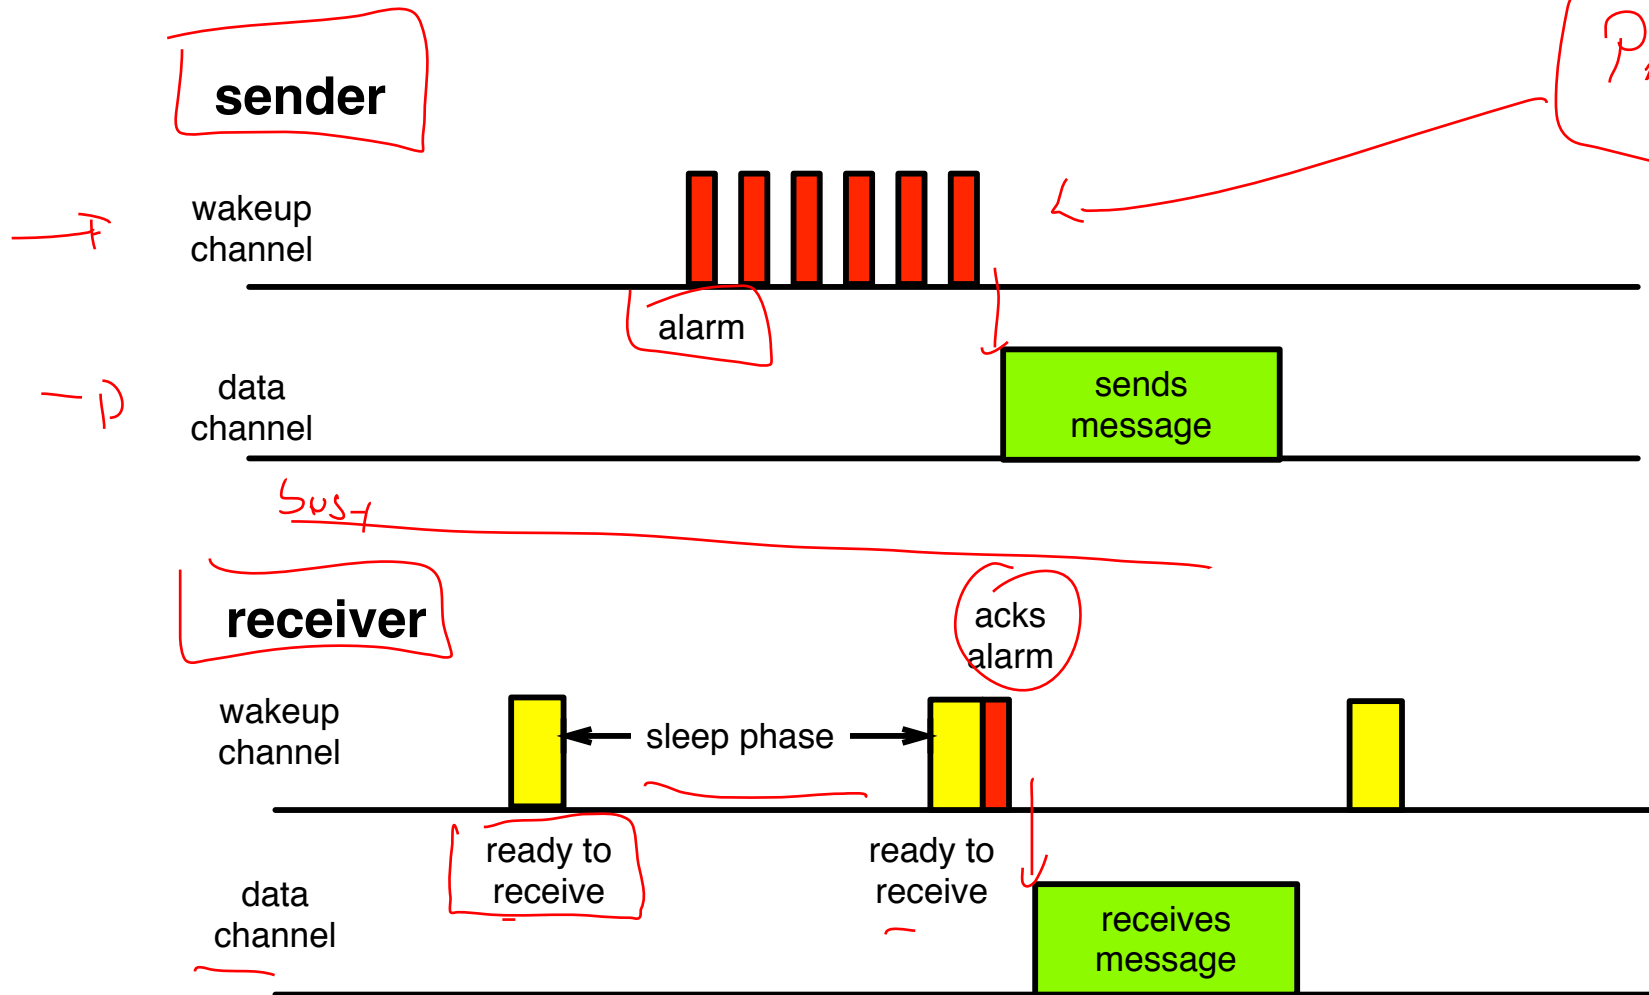 sender
wakeup
channel
alarm
data
channel
sends
message
busy
receiver
acks
alarm
wakeup
channel
sleep phase
ready to
receive
ready to
receive
data
channel
receives
message